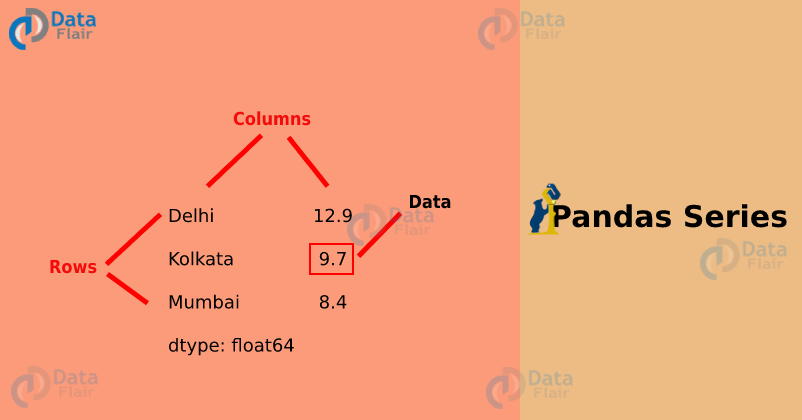 Data
Flair
Data
Flair
Columns
Data
Delhi 12.9
Data
Flair
Pandas Series
Rows
Kolkata 9.7
Data
Flair
Mumbai 8.4
dtype: float64
Data
Flair
Data
Flair